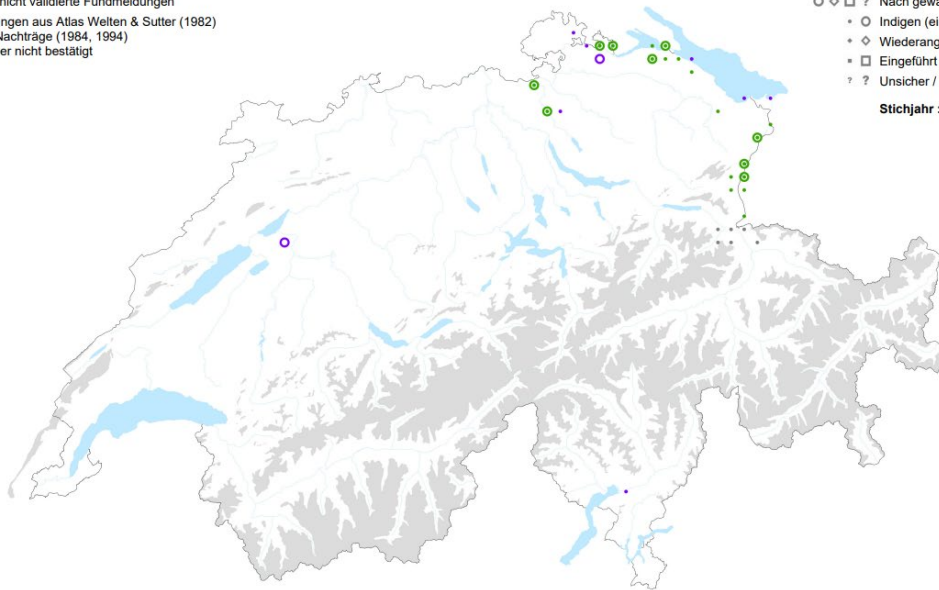 nicht validierte Fundmeldungen
ngen aus Atlas Welten & Sutter (1982)
Nachträge (1984, 1994)
er nicht bestätigt
? Nach gewä
Indigen (ei
Wiederang
Eingeführt
? ? Unsicher /
Stichjahr :